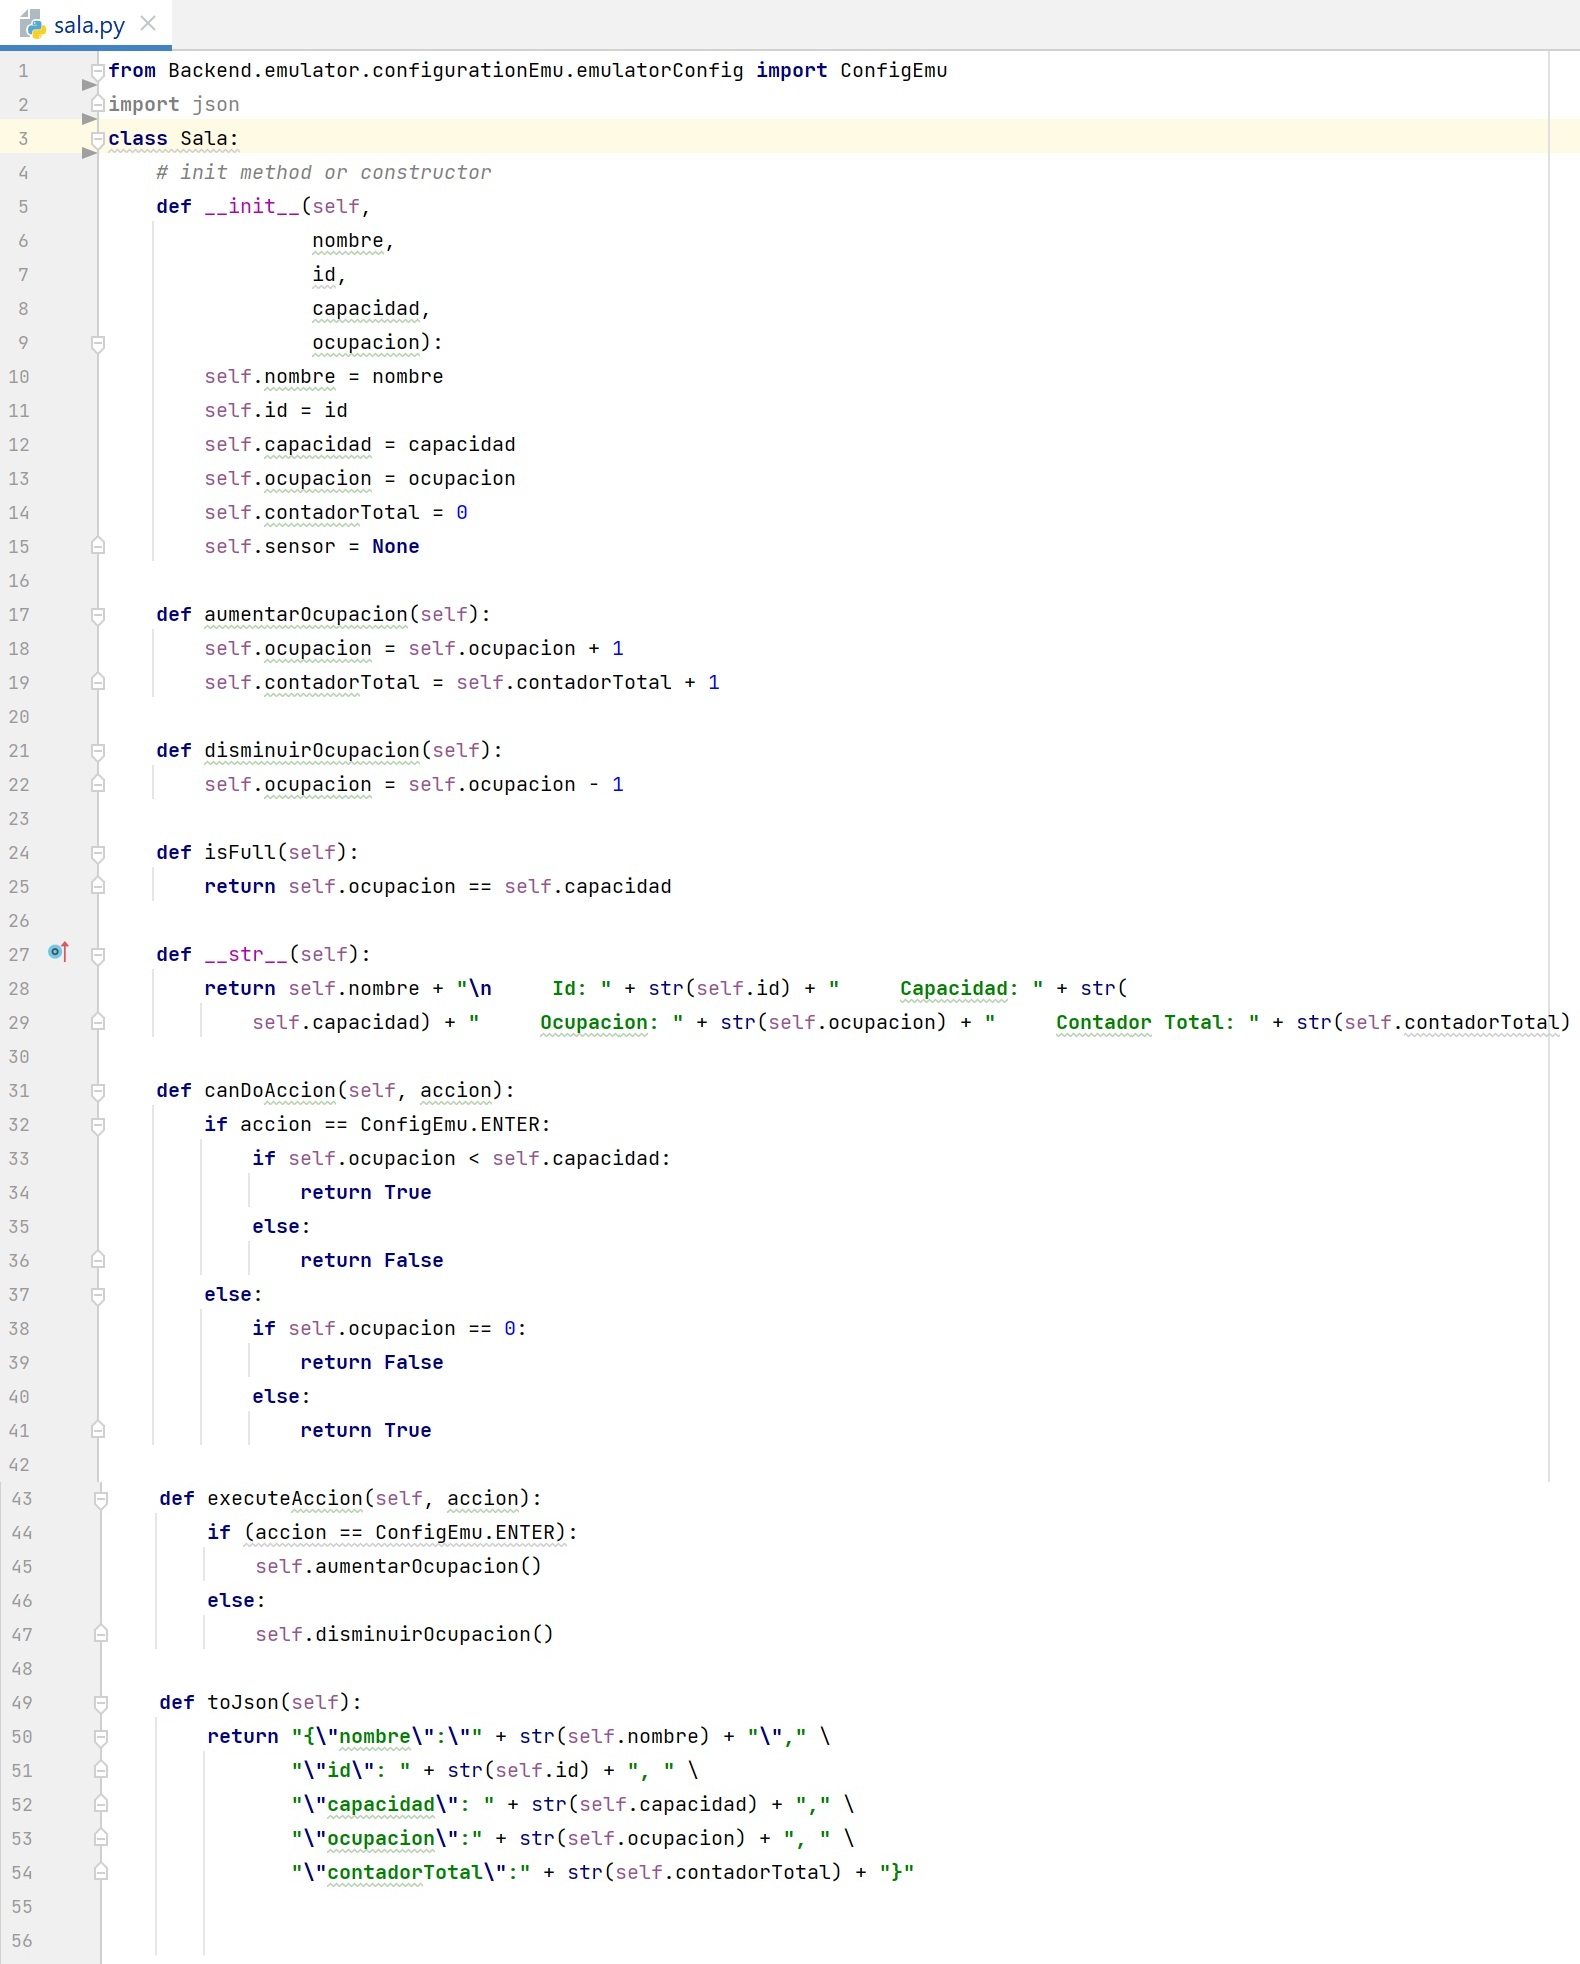 sala.py
1 from Backend.emulator.configurationEmu.emulatorConfig import ConfigEmu
2 import json
3 class Sala:
4     # init method or constructor
5     def __init__(self,
6                  nombre,
7                  id,
8                  capacidad,
9                  ocupacion):
10         self.nombre = nombre
11         self.id = id
12         self.capacidad = capacidad
13         self.ocupacion = ocupacion
14         self.contadorTotal = 0
15         self.sensor = None
16
17     def aumentarOcupacion(self):
18         self.ocupacion = self.ocupacion + 1
19         self.contadorTotal = self.contadorTotal + 1
20
21     def disminuirOcupacion(self):
22         self.ocupacion = self.ocupacion - 1
23
24     def isFull(self):
25         return self.ocupacion == self.capacidad
26
27     def __str__(self):
28         return self.nombre + "\n     Id: " + str(self.id) + "     Capacidad: " + str(
29             self.capacidad) + "     Ocupacion: " + str(self.ocupacion) + "     Contador Total: " + str(self.contadorTotal)
30
31     def canDoAccion(self, accion):
32         if accion == ConfigEmu.ENTER:
33             if self.ocupacion < self.capacidad:
34                 return True
35             else:
36                 return False
37         else:
38             if self.ocupacion == 0:
39                 return False
40             else:
41                 return True
42
43     def executeAccion(self, accion):
44         if (accion == ConfigEmu.ENTER):
45             self.aumentarOcupacion()
46         else:
47             self.disminuirOcupacion()
48
49     def toJson(self):
50         return "{\"nombre\":\"" + str(self.nombre) + "\"," \
51                "\"id\": " + str(self.id) + ", " \
52                "\"capacidad\": " + str(self.capacidad) + "," \
53                "\"ocupacion\":" + str(self.ocupacion) + ", " \
54                "\"contadorTotal\":" + str(self.contadorTotal) + "}"
55
56